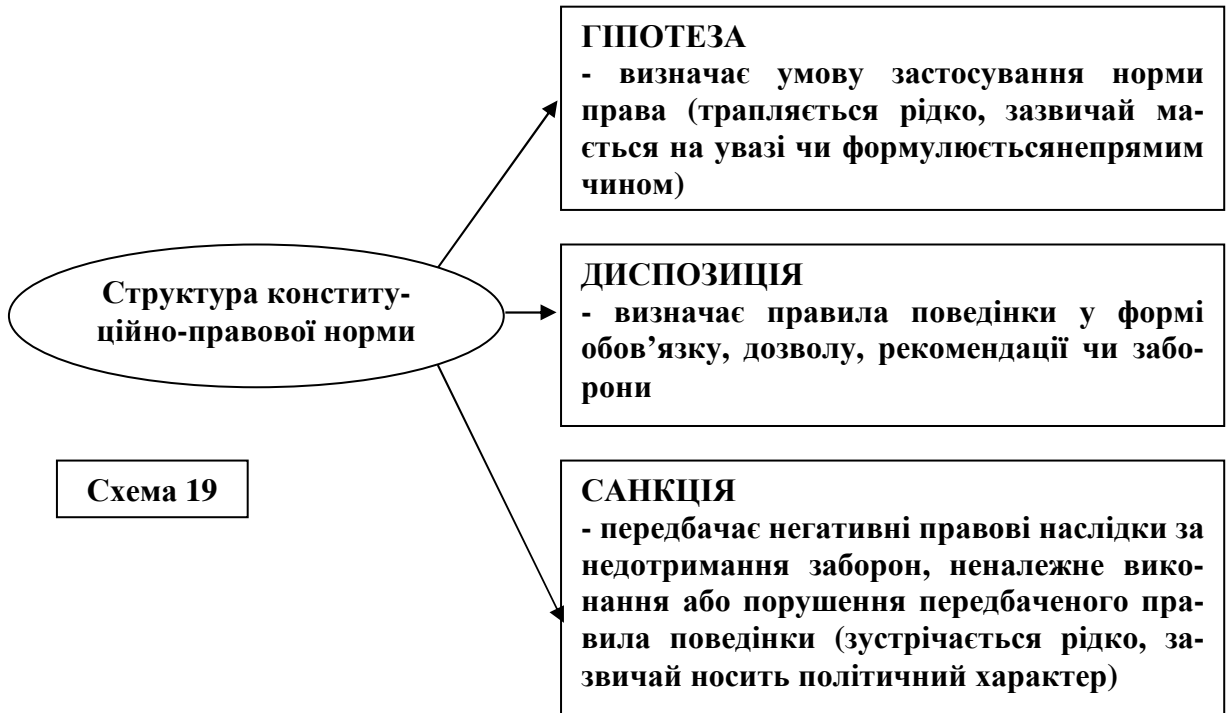 ГІПОТЕЗА
- визначає умову застосування норми
права (трапляється рідко, зазвичай ма-
ється на увазі чи формулюєтьсянепрямим
чином)
Структура конститу-
ційно-правової норми
ДИСПОЗИЦІЯ
- визначає правила поведінки у формі
обов’язку, дозволу, рекомендації чи забо-
рони
Схема 19
САНКЦІЯ
- передбачає негативні правові наслідки за
недотримання заборон, неналежне вико-
нання або порушення передбаченого пра-
вила поведінки (зустрічається рідко, за-
звичай носить політичний характер)